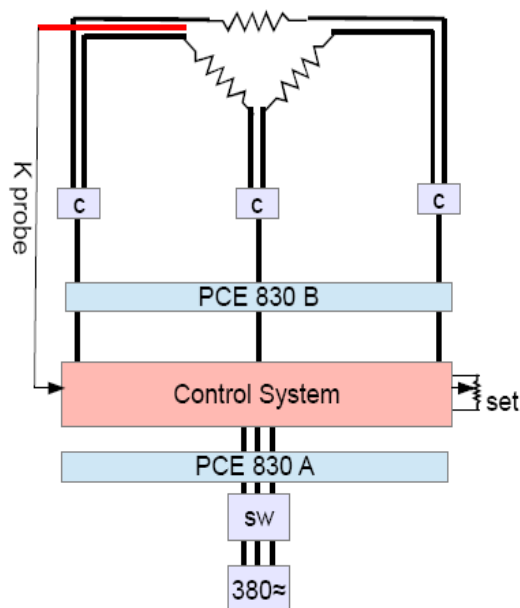 K probe
C
C
C
PCE 830 B
Control System
set
PCE 830 A
SW
380≈